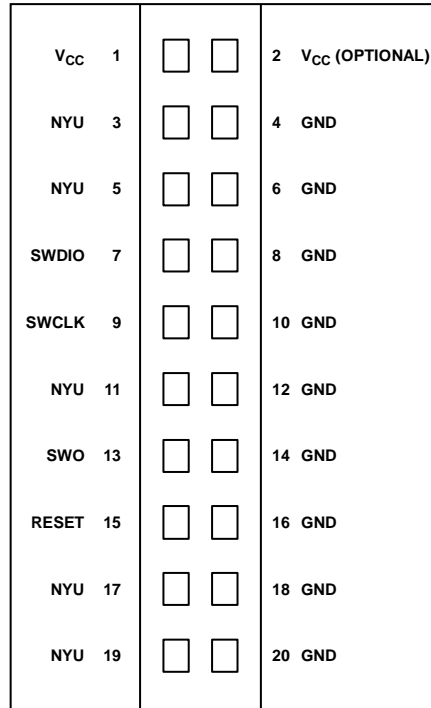 VCC 1 2 VCC (OPTIONAL)
NYU 3 4 GND
NYU 5 6 GND
SWDIO 7 8 GND
SWCLK 9 10 GND
NYU 11 12 GND
SWO 13 14 GND
RESET 15 16 GND
NYU 17 18 GND
NYU 19 20 GND